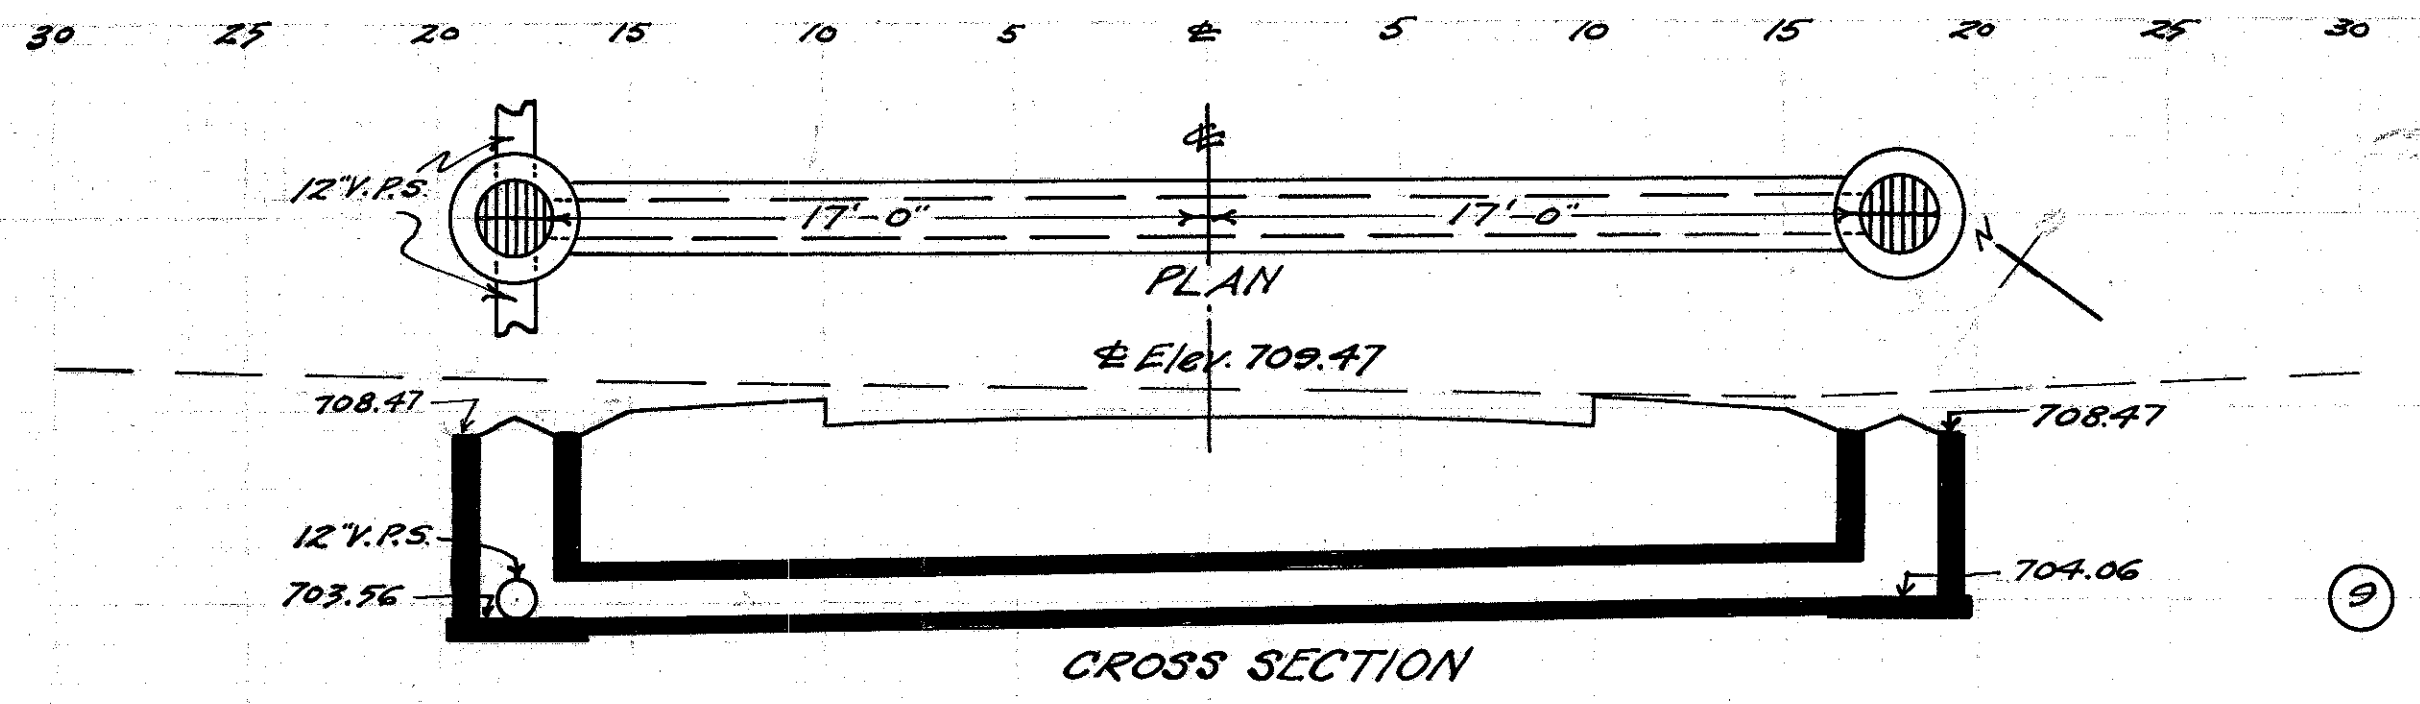 30 25 20 15 10 5 ℄ 5 10 15 20 25 30
℄
12" V.P.S.
17'-0" 17'-0"
N
PLAN
℄ Elev. 709.47
708.47 708.47
12" V.P.S.
703.56 704.06
9
CROSS SECTION